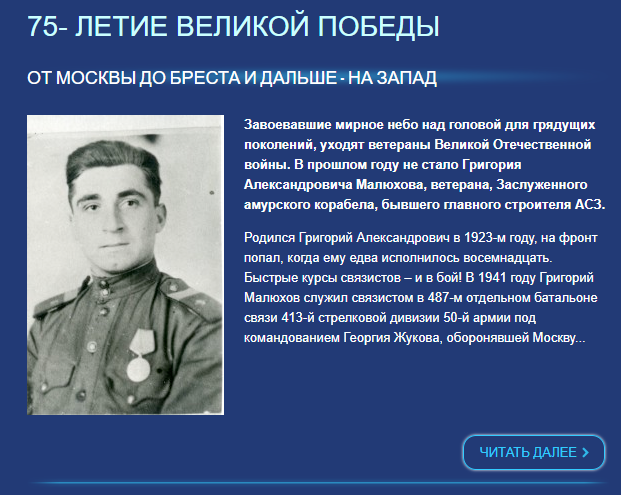 75- ЛЕТИЕ ВЕЛИКОЙ ПОБЕДЫ
ОТ МОСКВЫ ДО БРЕСТА И ДАЛЬШЕ - НА ЗАПАД
Завоевавшие мирное небо над головой для грядущих
поколений, уходят ветераны Великой Отечественной
войны. В прошлом году не стало Григория
Александровича Малюхова, ветерана, Заслуженного
амурского корабела, бывшего главного строителя АСЗ.
Родился Григорий Александрович в 1923-м году, на фронт
попал, когда ему едва исполнилось восемнадцать.
Быстрые курсы связистов – и в бой! В 1941 году Григорий
Малюхов служил связистом в 487-м отдельном батальоне
связи 413-й стрелковой дивизии 50-й армии под
командованием Георгия Жукова, оборонявшей Москву...
ЧИТАТЬ ДАЛЕЕ